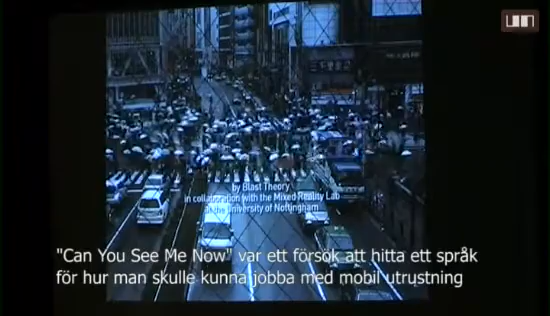 by Blast Theory
in collaboration with the Mixed Reality Lab
at the University of Nottingham
"Can You See Me Now" var ett försök att hitta ett språk
för hur man skulle kunna jobba med mobil utrustning